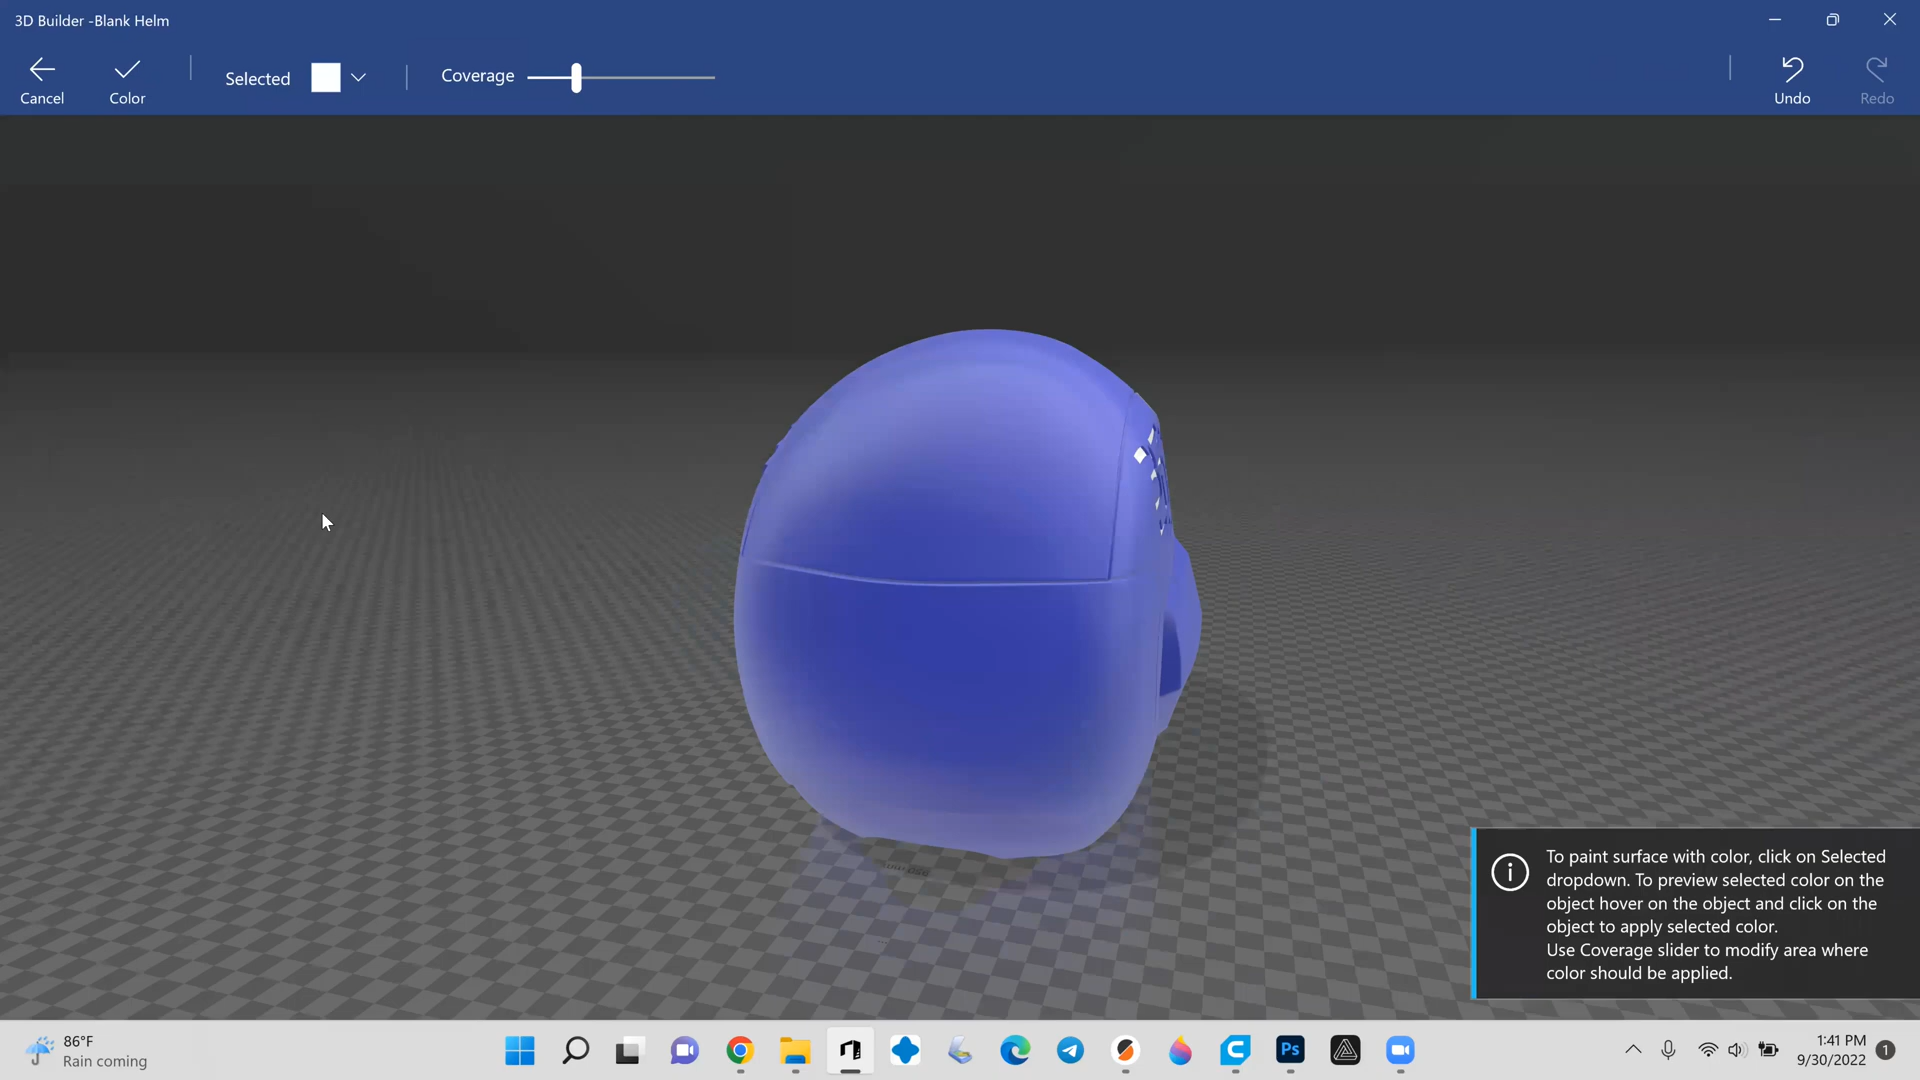 3D Builder -Blank Helm
Cancel
Color
Selected
Coverage
Undo
Redo
To paint surface with color, click on Selected
dropdown. To preview selected color on the
object hover on the object and click on the
object to apply selected color.
Use Coverage slider to modify area where
color should be applied.
86°F
Rain coming
Ps
1:41 PM
9/30/2022
1